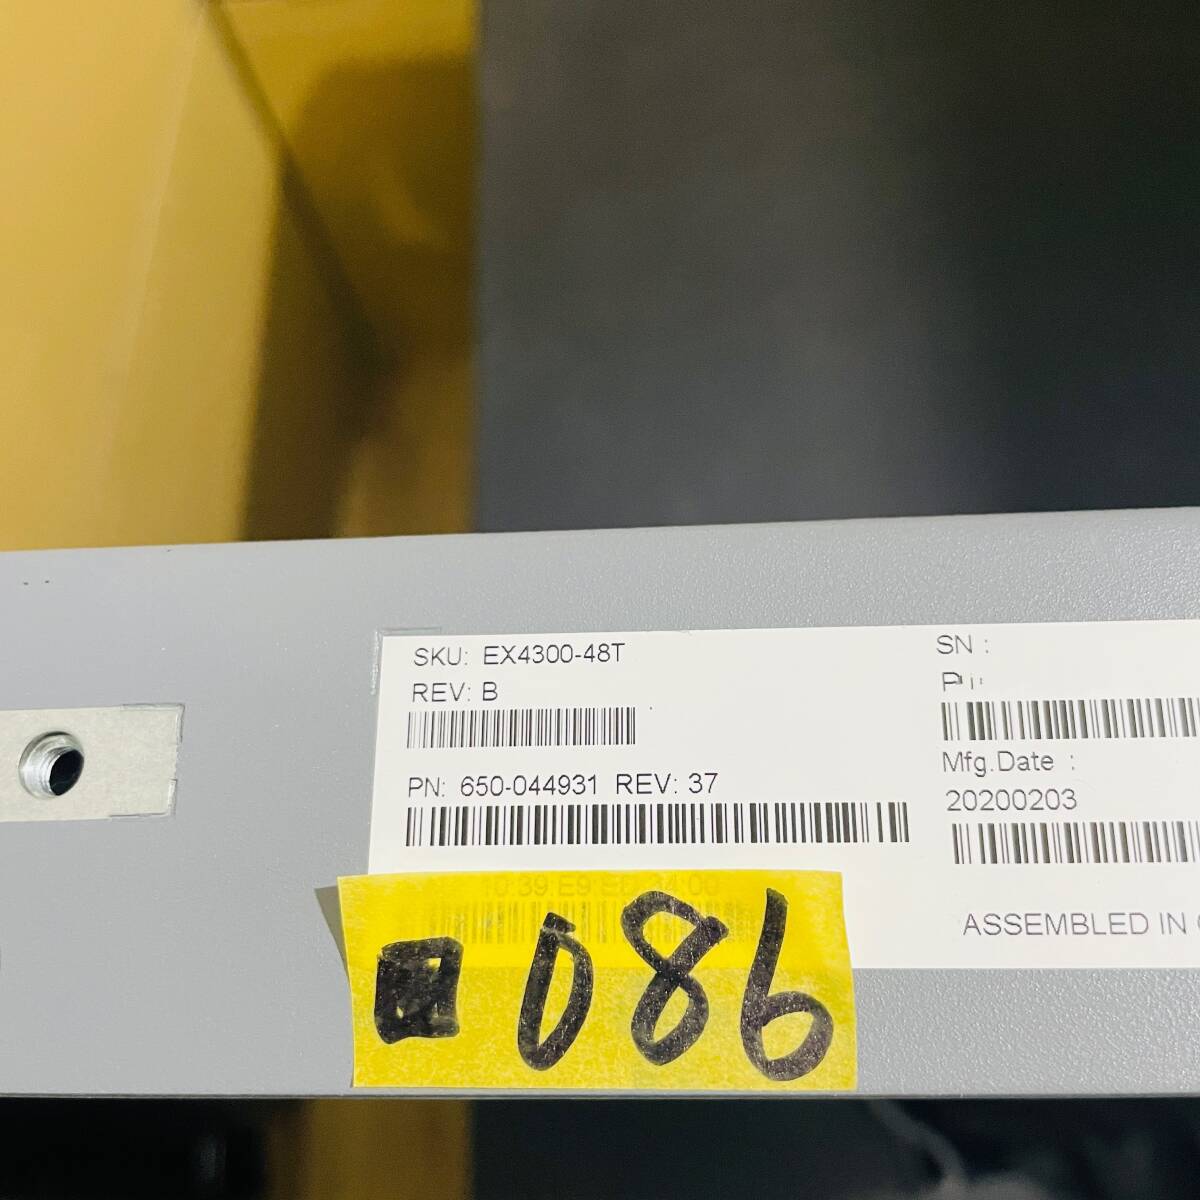 SKU: EX4300-48T
REV: B
PN: 650-044931 REV: 37
SN :
Mfg.Date :
20200203
ASSEMBLED IN
086